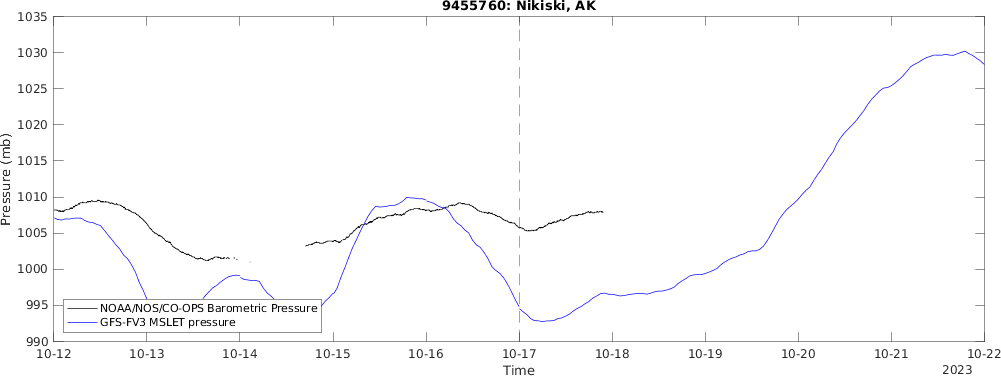 9455760: Nikiski, AK
1035
1030
1025
1020
1015
1010
1005
1000
995
990
Pressure (mb)
NOAA/NOS/CO-OPS Barometric Pressure
GFS-FV3 MSLET pressure
10-12 10-13 10-14 10-15 10-16 10-17 10-18 10-19 10-20 10-21 10-22
Time
2023